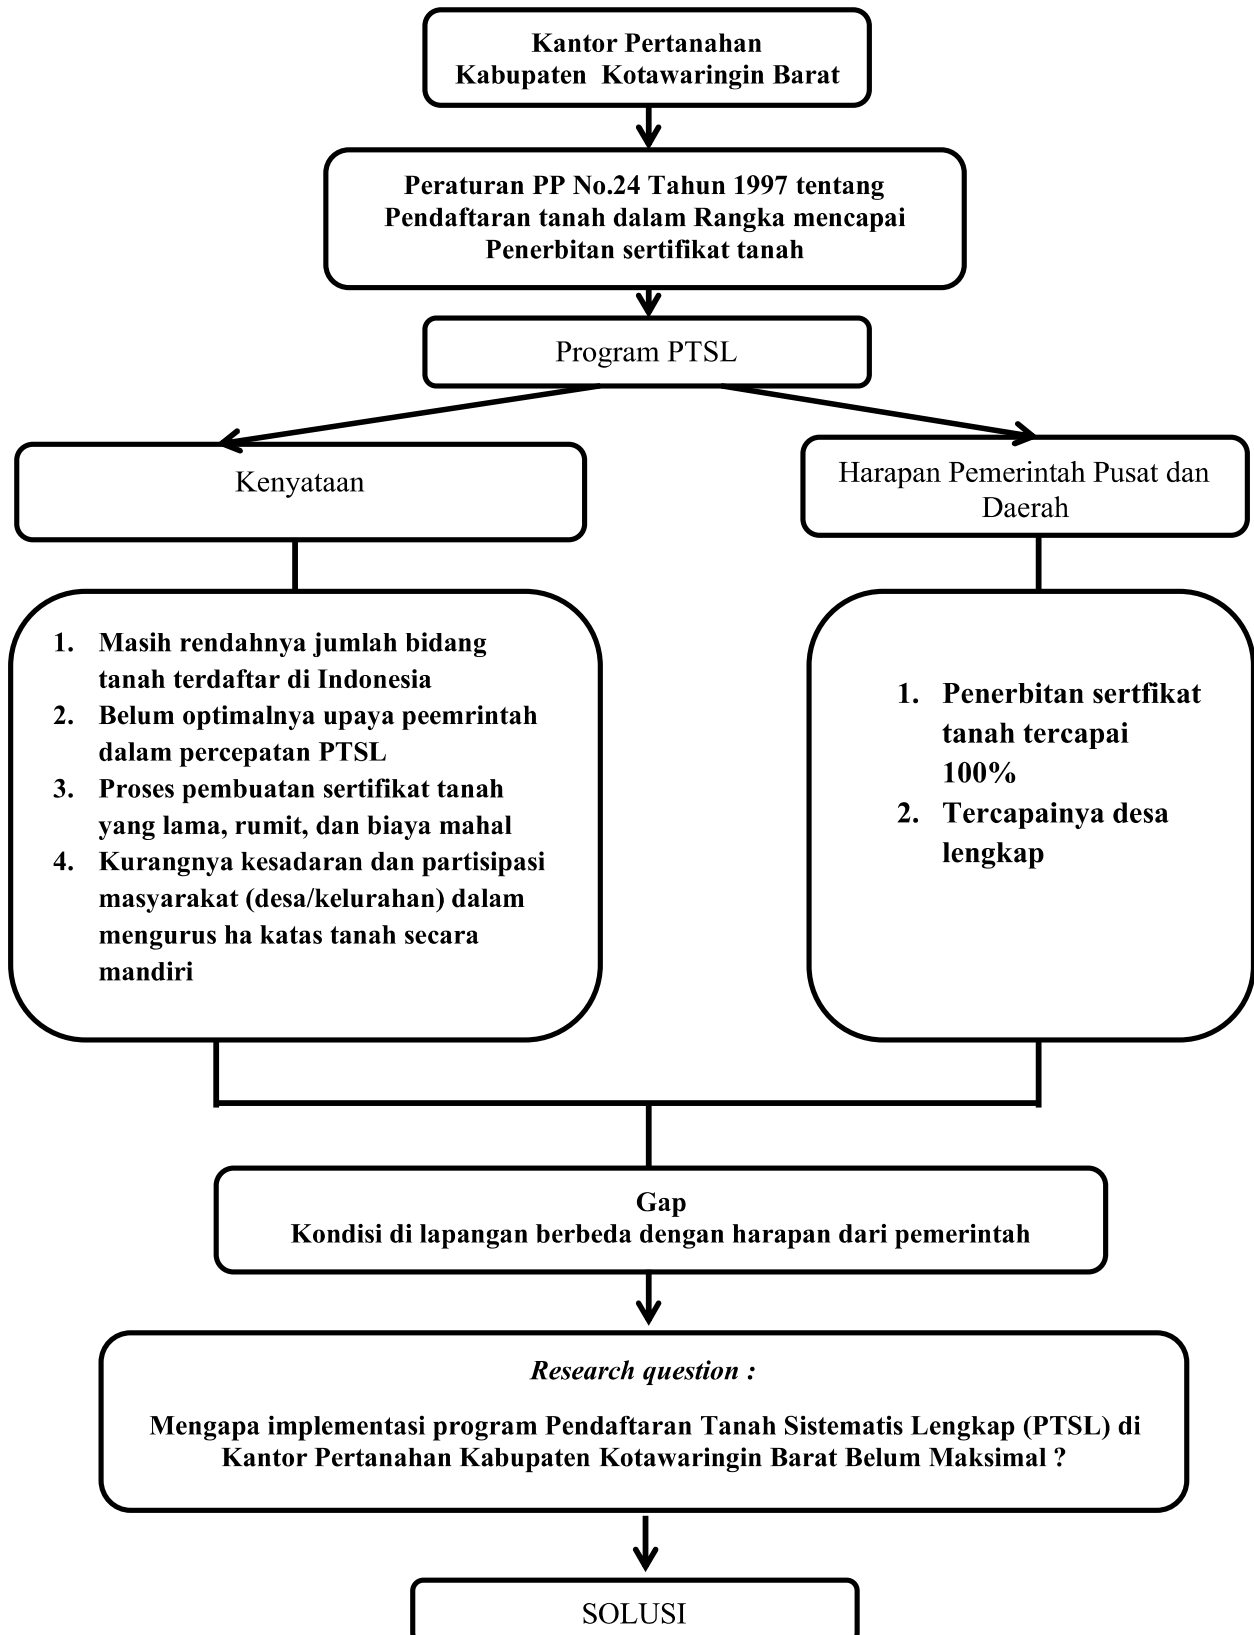 Kantor Pertanahan
Kabupaten Kotawaringin Barat
Peraturan PP No.24 Tahun 1997 tentang
Pendaftaran tanah dalam Rangka mencapai
Penerbitan sertifikat tanah
Program PTSL
Kenyataan
Harapan Pemerintah Pusat dan
Daerah
1. Masih rendahnya jumlah bidang
tanah terdaftar di Indonesia
2. Belum optimalnya upaya peemrintah
dalam percepatan PTSL
3. Proses pembuatan sertifikat tanah
yang lama, rumit, dan biaya mahal
4. Kurangnya kesadaran dan partisipasi
masyarakat (desa/kelurahan) dalam
mengurus ha katas tanah secara
mandiri
1. Penerbitan sertfikat
tanah tercapai
100%
2. Tercapainya desa
lengkap
Gap
Kondisi di lapangan berbeda dengan harapan dari pemerintah
Research question :
Mengapa implementasi program Pendaftaran Tanah Sistematis Lengkap (PTSL) di
Kantor Pertanahan Kabupaten Kotawaringin Barat Belum Maksimal ?
SOLUSI